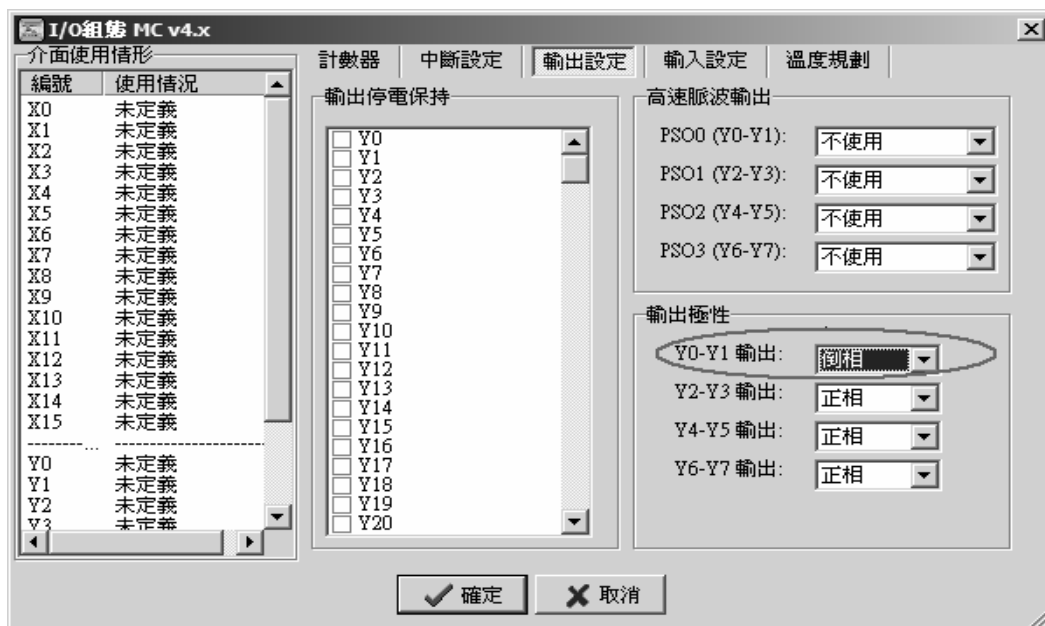 I/O組態 MC v4.x
介面使用情形
編號 使用情況
X0 未定義
X1 未定義
X2 未定義
X3 未定義
X4 未定義
X5 未定義
X6 未定義
X7 未定義
X8 未定義
X9 未定義
X10 未定義
X11 未定義
X12 未定義
X13 未定義
X14 未定義
X15 未定義
--------... -----------------
Y0 未定義
Y1 未定義
Y2 未定義
Y3 未定義
計數器 中斷設定 輸出設定 輸入設定 溫度規劃
輸出停電保持
Y0
Y1
Y2
Y3
Y4
Y5
Y6
Y7
Y8
Y9
Y10
Y11
Y12
Y13
Y14
Y15
Y16
Y17
Y18
Y19
Y20
高速脈波輸出
PSO0 (Y0-Y1): 不使用
PSO1 (Y2-Y3): 不使用
PSO2 (Y4-Y5): 不使用
PSO3 (Y6-Y7): 不使用
輸出極性
Y0-Y1 輸出: 倒相
Y2-Y3 輸出: 正相
Y4-Y5 輸出: 正相
Y6-Y7 輸出: 正相
確定 取消